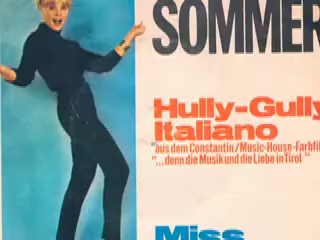 SOMMER
Hully-Gully
Italiano
aus dem Constantin/Music-House-Farbfil
"...denn die Musik und die Liebe in Tirol"
Miss